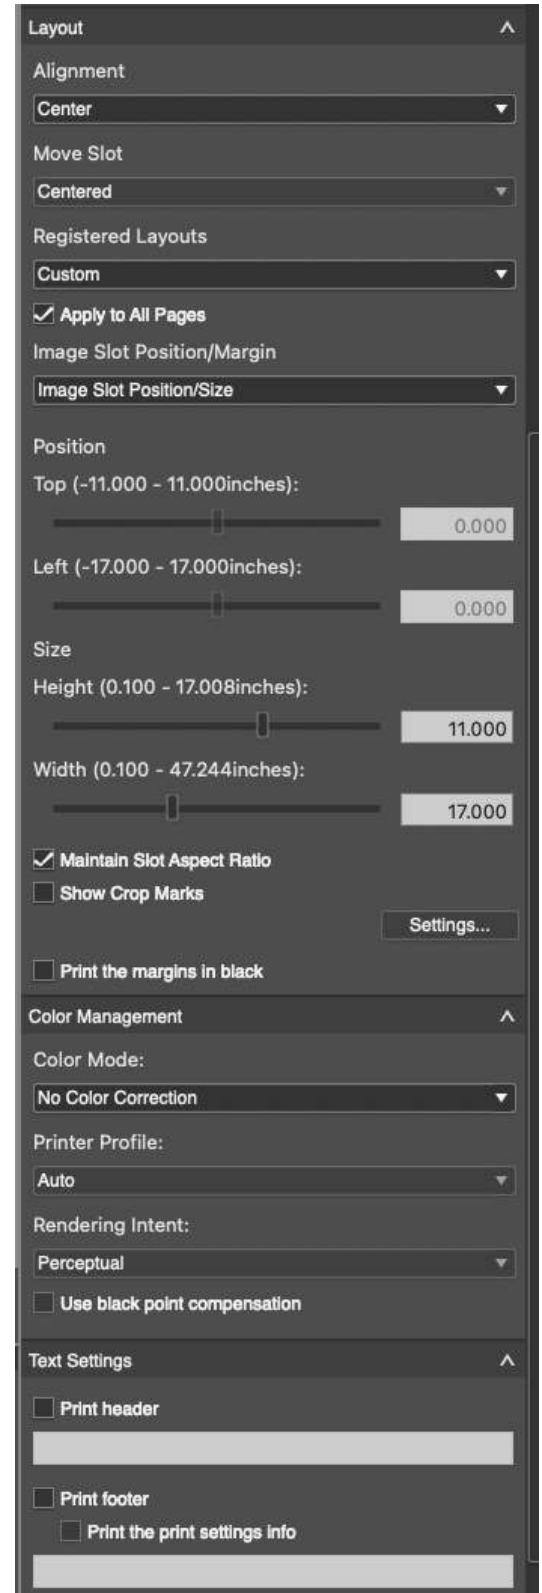 Layout
Alignment
Center
Move Slot
Centered
Registered Layouts
Custom
Apply to All Pages
Image Slot Position/Margin
Image Slot Position/Size
Position
Top (-11.000 - 11.000inches):
0.000
Left (-17.000 - 17.000inches):
0.000
Size
Height (0.100 - 17.008inches):
11.000
Width (0.100 - 47.244inches):
17.000
Maintain Slot Aspect Ratio
Show Crop Marks
Settings...
Print the margins in black
Color Management
Color Mode:
No Color Correction
Printer Profile:
Auto
Rendering Intent:
Perceptual
Use black point compensation
Text Settings
Print header
Print footer
Print the print settings info